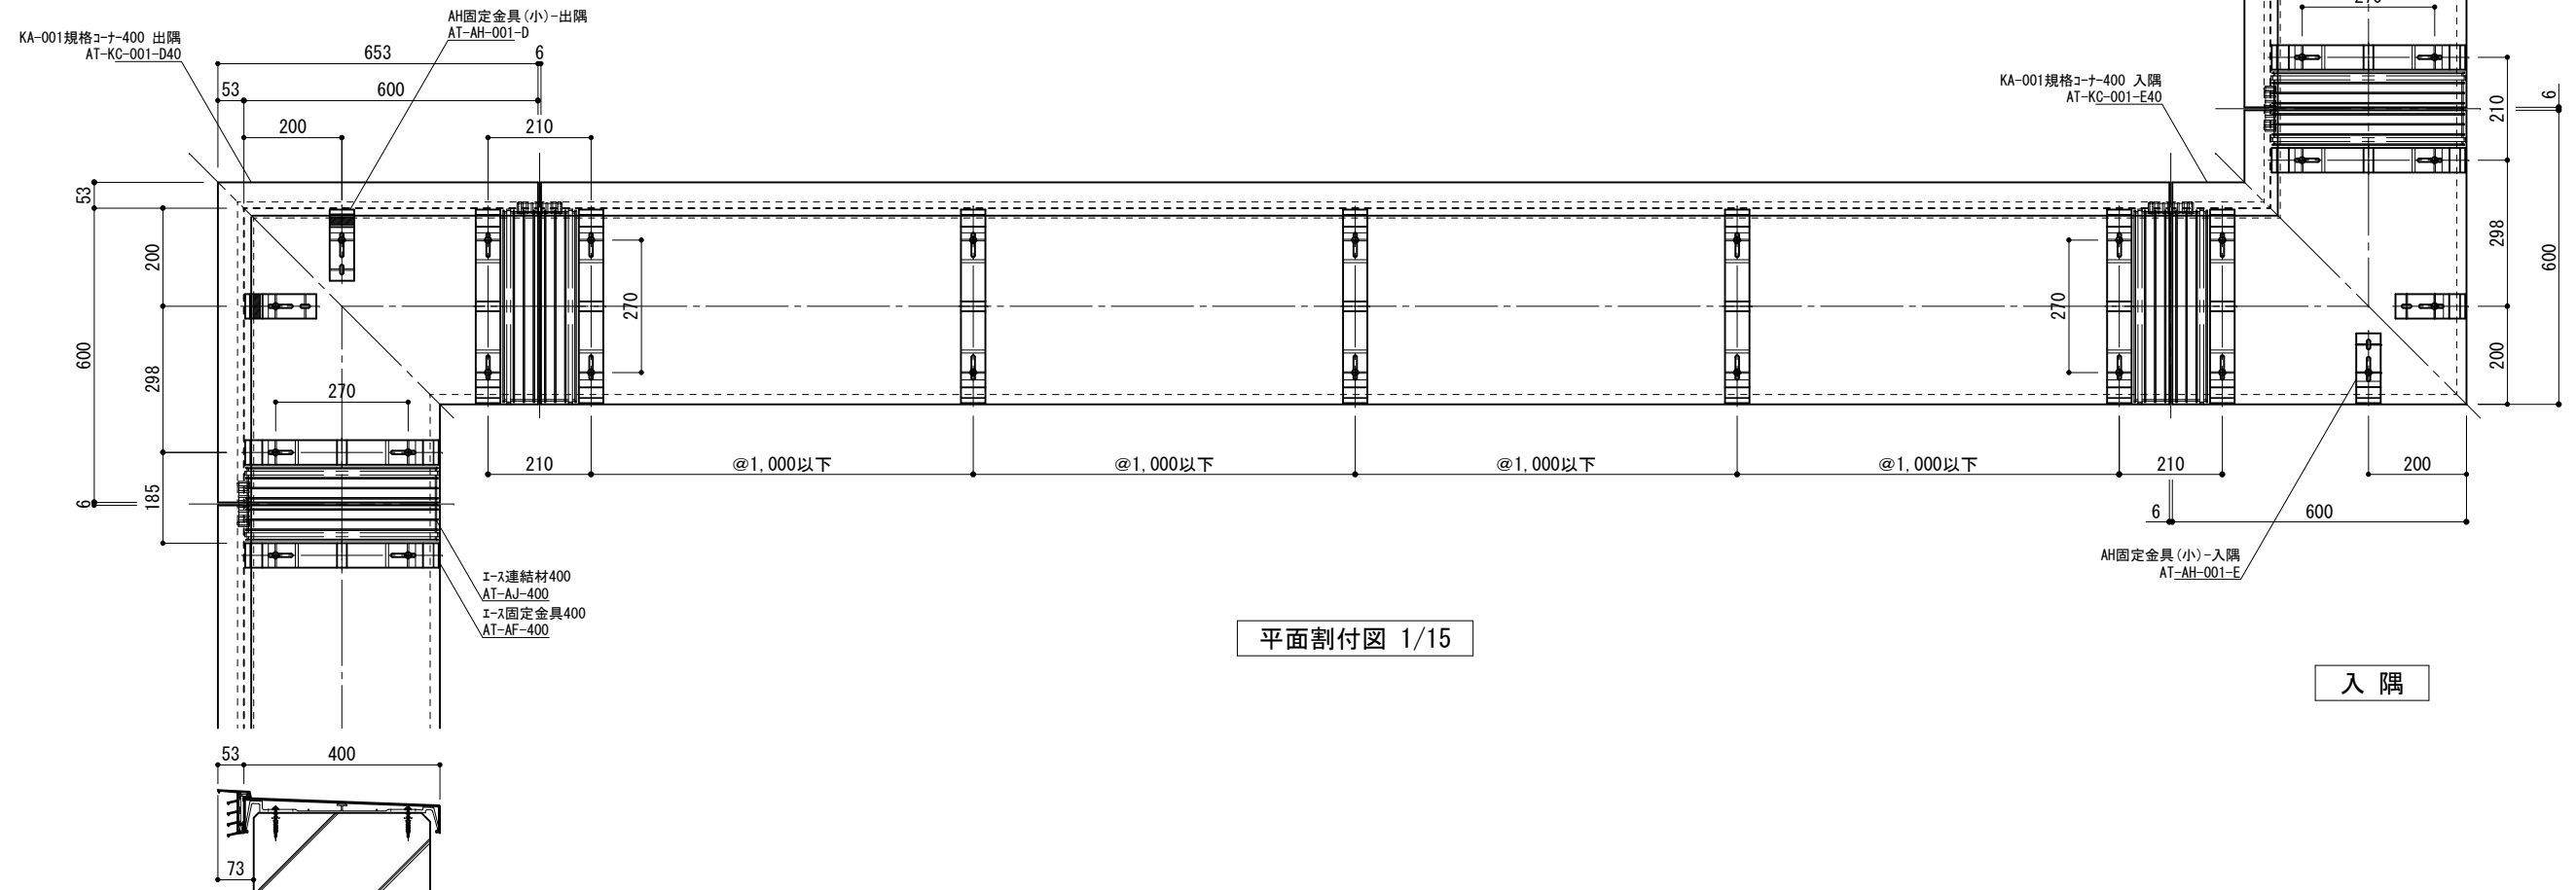 AH固定金具(小)-出隅
AT-AH-001-D
KA-001規格ｺｰﾅｰ400 出隅
AT-KC-001-D40
653
6
53
600
200
210
KA-001規格ｺｰﾅｰ400 入隅
AT-KC-001-E40
270
210
6
298
600
200
53
200
600
298
6
185
270
270
270
210
@1,000以下
@1,000以下
@1,000以下
@1,000以下
210
200
6
600
ｴｰｽ連結材400
AT-AJ-400
ｴｰｽ固定金具400
AT-AF-400
AH固定金具(小)-入隅
AT-AH-001-E
平面割付図 1/15
入 隅
53
400
73